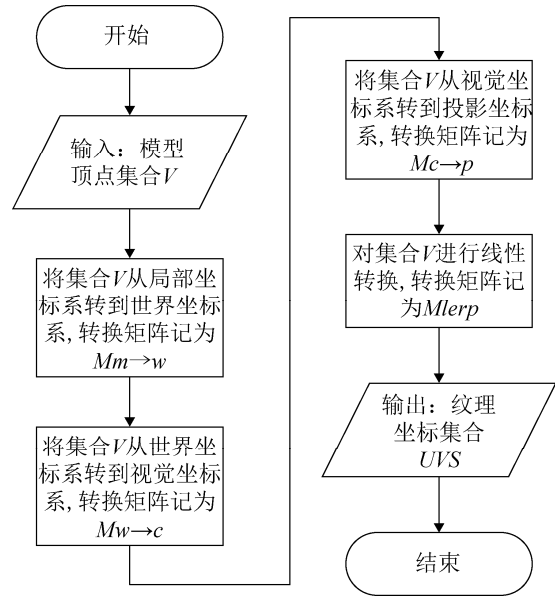 开始
输入：模型
顶点集合V
将集合V从局部坐
标系转到世界坐标
系,转换矩阵记为
Mm→w
将集合V从世界坐
标系转到视觉坐标
系,转换矩阵记为
Mw→c
将集合V从视觉坐
标系转到投影坐标
系,转换矩阵记为
Mc→p
对集合V进行线性
转换,转换矩阵记
为Mlerp
输出：纹理
坐标集合
UVS
结束